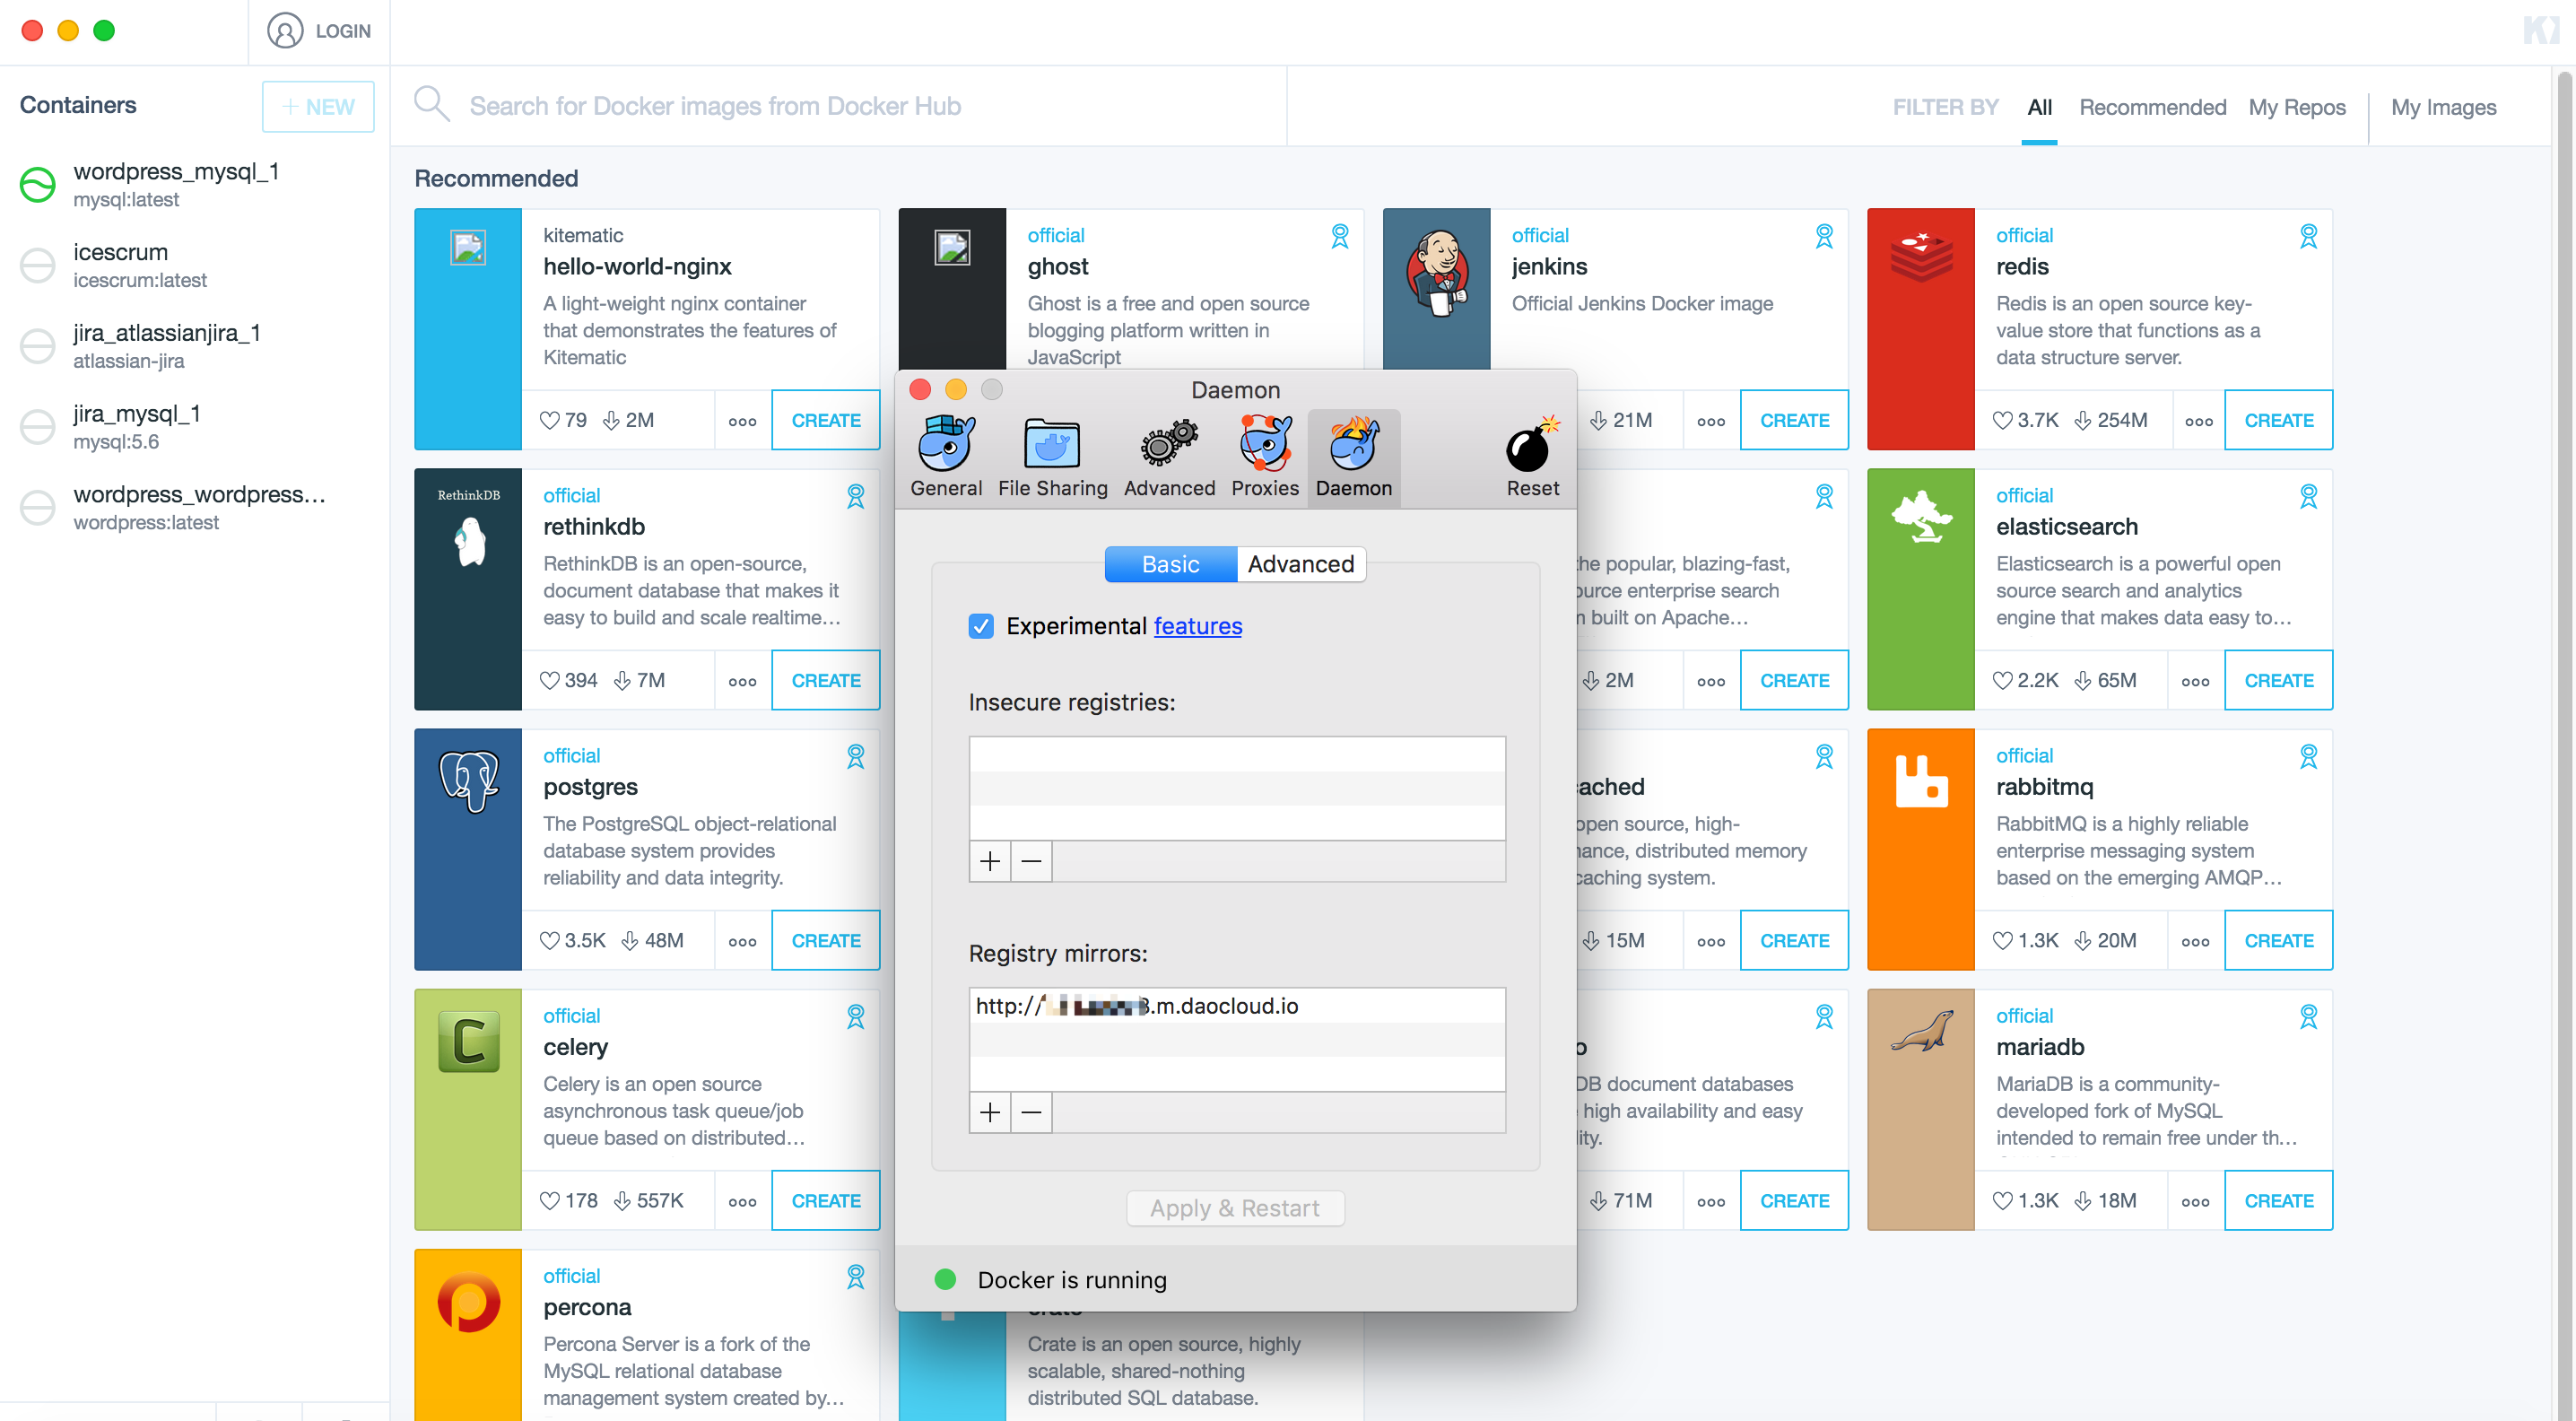 LOGIN
Containers
+ NEW
wordpress_mysql_1
mysql:latest
icescrum
icescrum:latest
jira_atlassianjira_1
atlassian-jira
jira_mysql_1
mysql:5.6
wordpress_wordpress...
wordpress:latest
Search for Docker images from Docker Hub
FILTER BY All Recommended My Repos My Images
Recommended
kitematic
hello-world-nginx
A light-weight nginx container
that demonstrates the features of
Kitematic
79 2M CREATE
official
ghost
Ghost is a free and open source
blogging platform written in
JavaScript
official
jenkins
Official Jenkins Docker image
21M CREATE
official
redis
Redis is an open source key-
value store that functions as a
data structure server.
3.7K 254M CREATE
RethinkDB
official
rethinkdb
RethinkDB is an open-source,
document database that makes it
easy to build and scale realtime...
394 7M CREATE
the popular, blazing-fast,
source enterprise search
built on Apache...
2M CREATE
official
elasticsearch
Elasticsearch is a powerful open
source search and analytics
engine that makes data easy to...
2.2K 65M CREATE
official
postgres
The PostgreSQL object-relational
database system provides
reliability and data integrity.
3.5K 48M CREATE
ached
open source, high-
ance, distributed memory
caching system.
15M CREATE
official
rabbitmq
RabbitMQ is a highly reliable
enterprise messaging system
based on the emerging AMQP...
1.3K 20M CREATE
C
official
celery
Celery is an open source
asynchronous task queue/job
queue based on distributed...
178 557K CREATE
o
DB document databases
high availability and easy
ity.
71M CREATE
official
mariadb
MariaDB is a community-
developed fork of MySQL
intended to remain free under th...
1.3K 18M CREATE
official
percona
Percona Server is a fork of the
MySQL relational database
management system created by...
crate
Crate is an open source, highly
scalable, shared-nothing
distributed SQL database.
Daemon
General File Sharing Advanced Proxies Daemon Reset
Basic Advanced
Experimental features
Insecure registries:
+ −
Registry mirrors:
http:// .m.daocloud.io
+ −
Apply & Restart
Docker is running